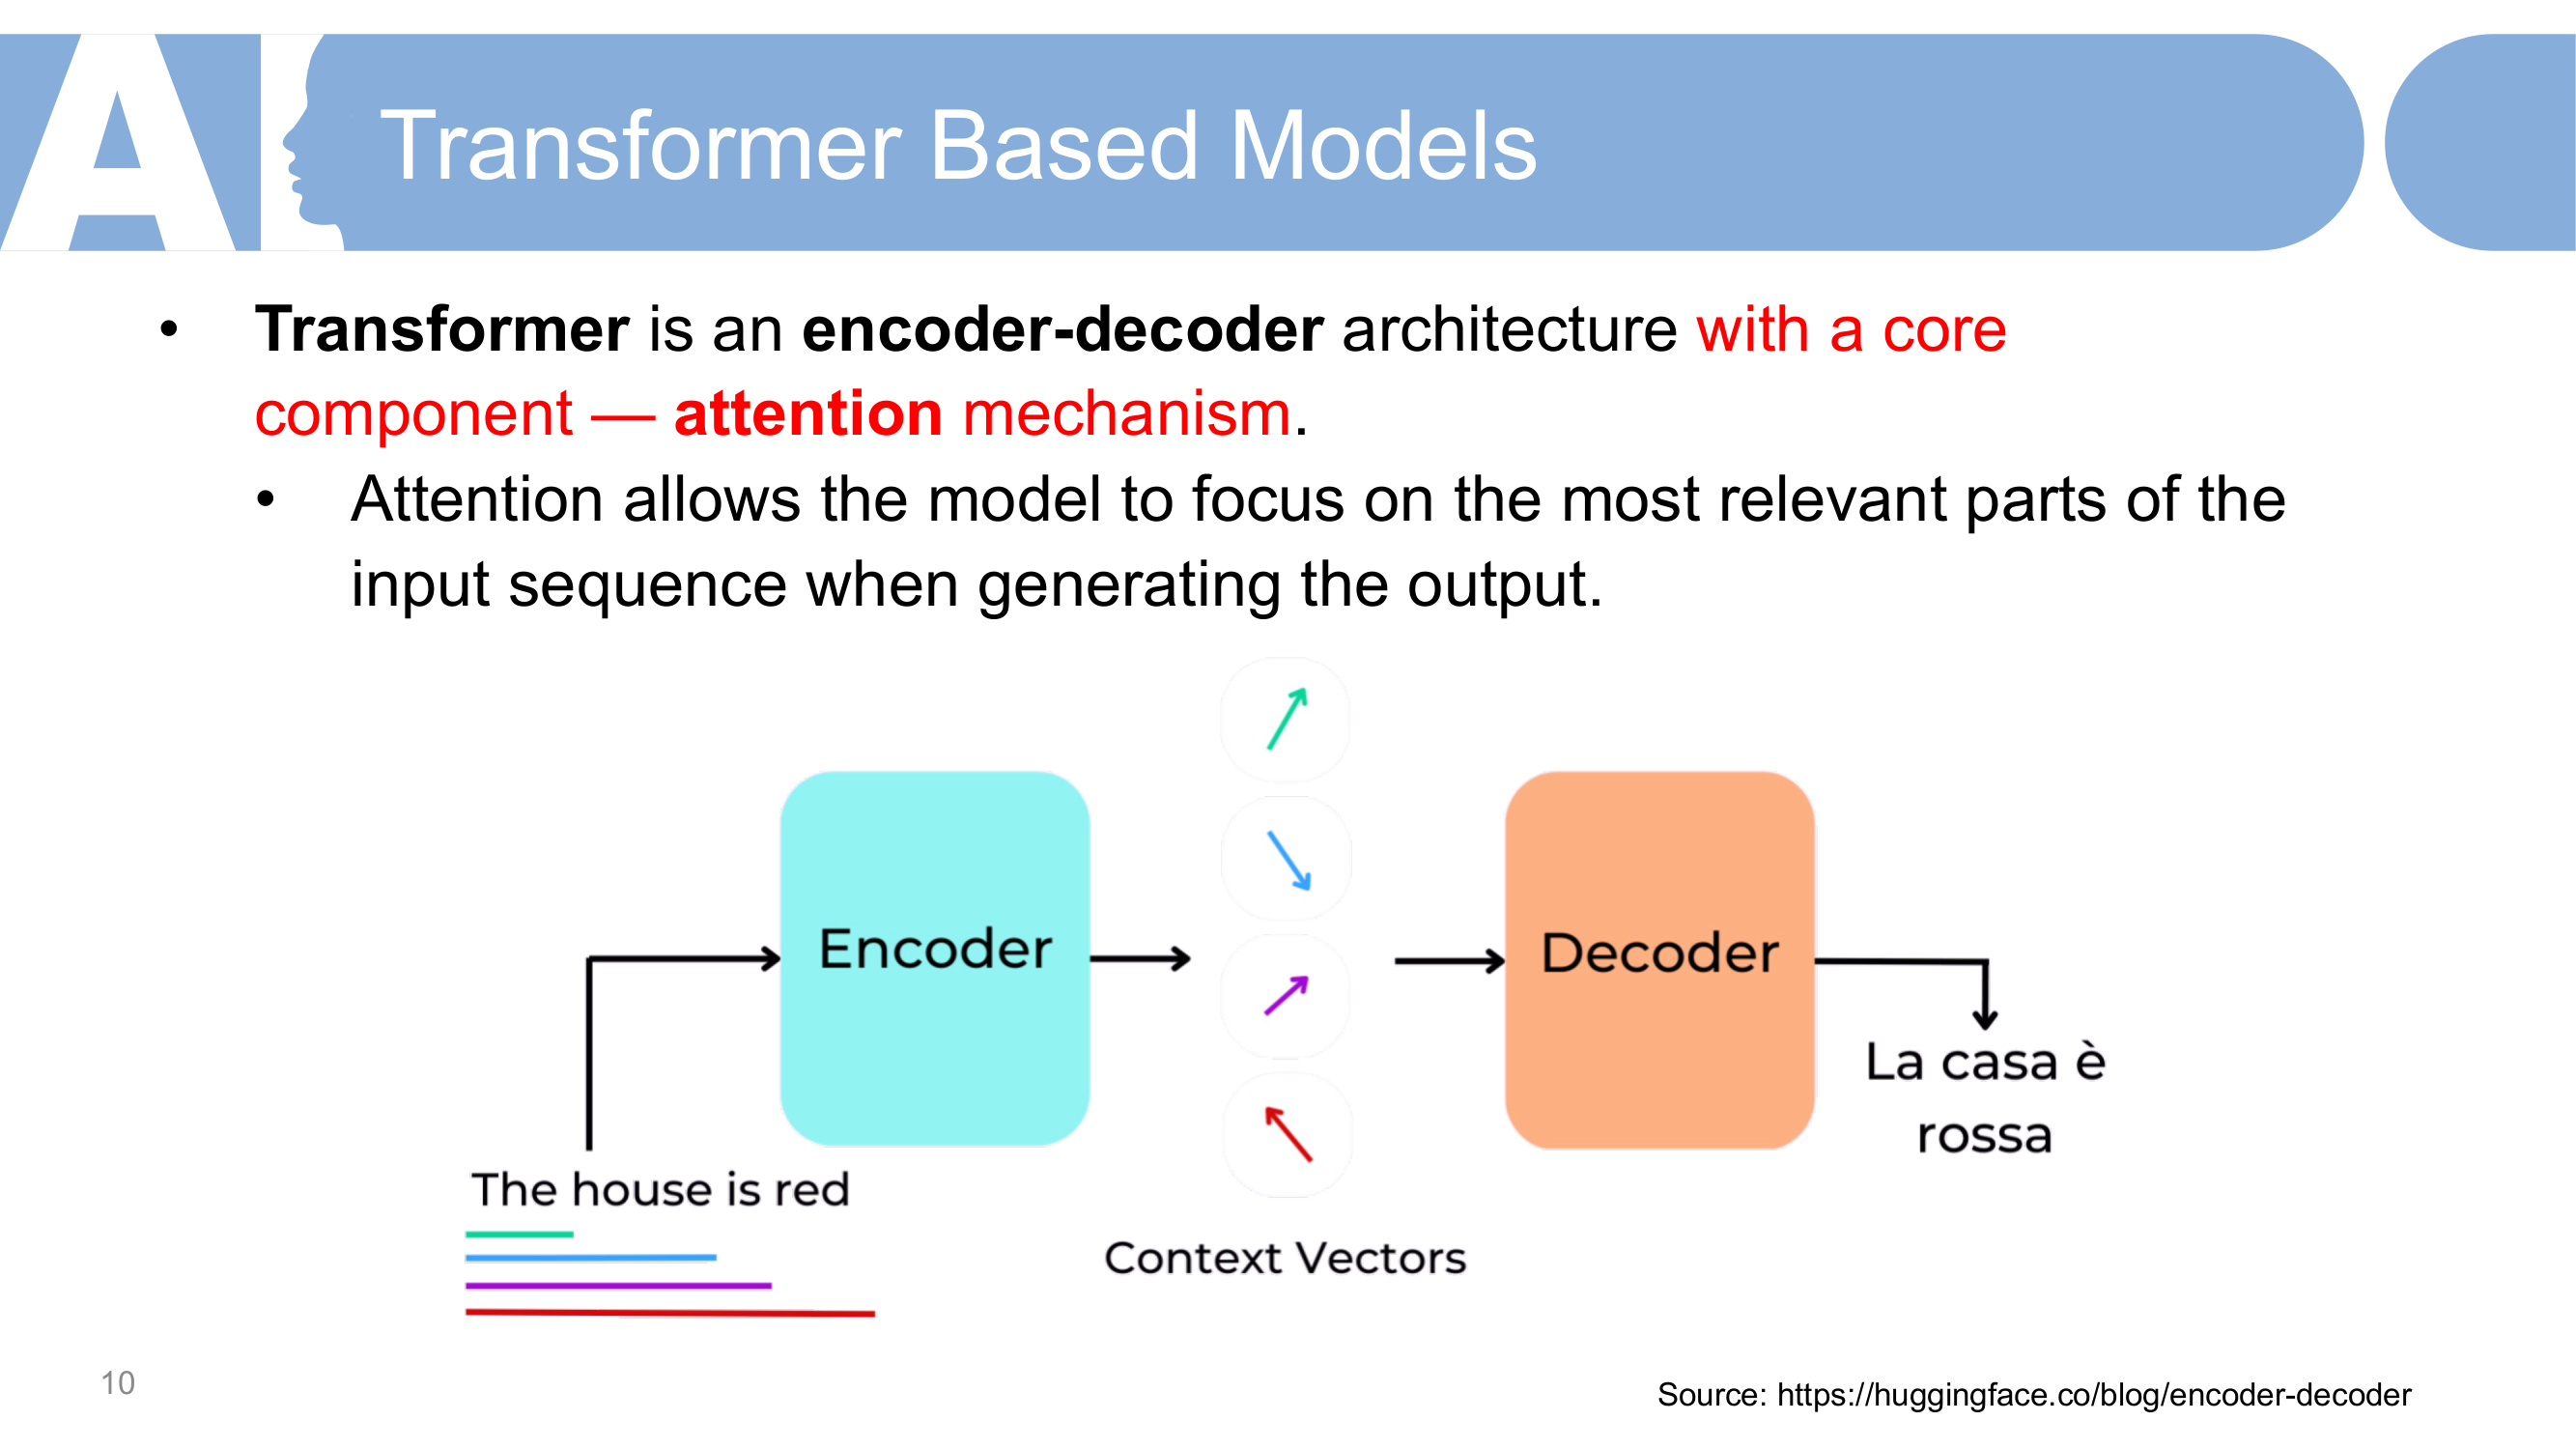 AI
Transformer Based Models
• Transformer is an encoder-decoder architecture with a core
component — attention mechanism.
• Attention allows the model to focus on the most relevant parts of the
input sequence when generating the output.
Encoder
Decoder
La casa è
rossa
The house is red
Context Vectors
10
Source: https://huggingface.co/blog/encoder-decoder